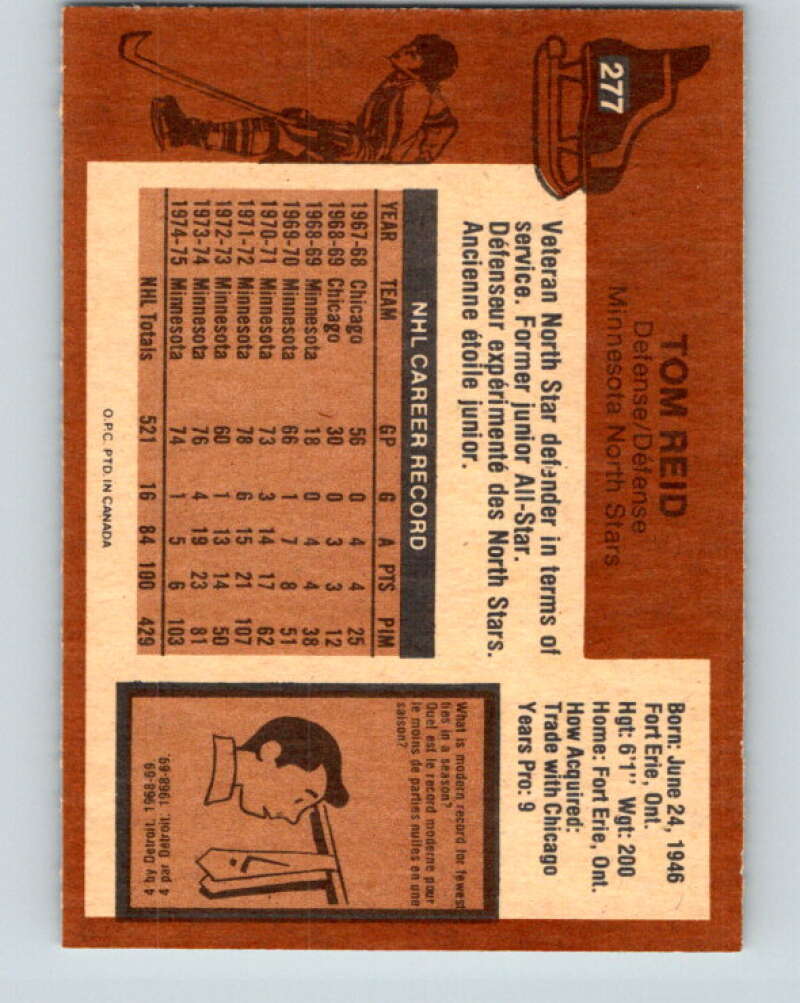 277
TOM REID
Defense/Défense
Minnesota North Stars
Born: June 24, 1946
Fort Erie, Ont.
Hgt: 6'1" Wgt: 200
Home: Fort Erie, Ont.
How Acquired:
Trade with Chicago
Years Pro: 9
Veteran North Star defender in terms of
service. Former junior All-Star.
Défenseur expérimenté des North Stars.
Ancienne étoile junior.
NHL CAREER RECORD
YEAR TEAM GP G A PTS PIM
1967-68 Chicago 56 0 4 4 25
1968-69 Chicago 30 0 3 3 12
1968-69 Minnesota 18 0 4 4 38
1969-70 Minnesota 66 1 7 8 51
1970-71 Minnesota 73 3 14 17 62
1971-72 Minnesota 78 6 15 21 107
1972-73 Minnesota 60 1 13 14 50
1973-74 Minnesota 76 4 19 23 81
1974-75 Minnesota 74 1 5 6 103
NHL Totals 521 16 84 100 429
O.P.C. PTD. IN CANADA
What is modern record for fewest
ties in a season?
Quel est le record moderne pour
le moins de parties nulles en une
saison?
4 by Detroit, 1968-69.
4 par Detroit, 1968-69.